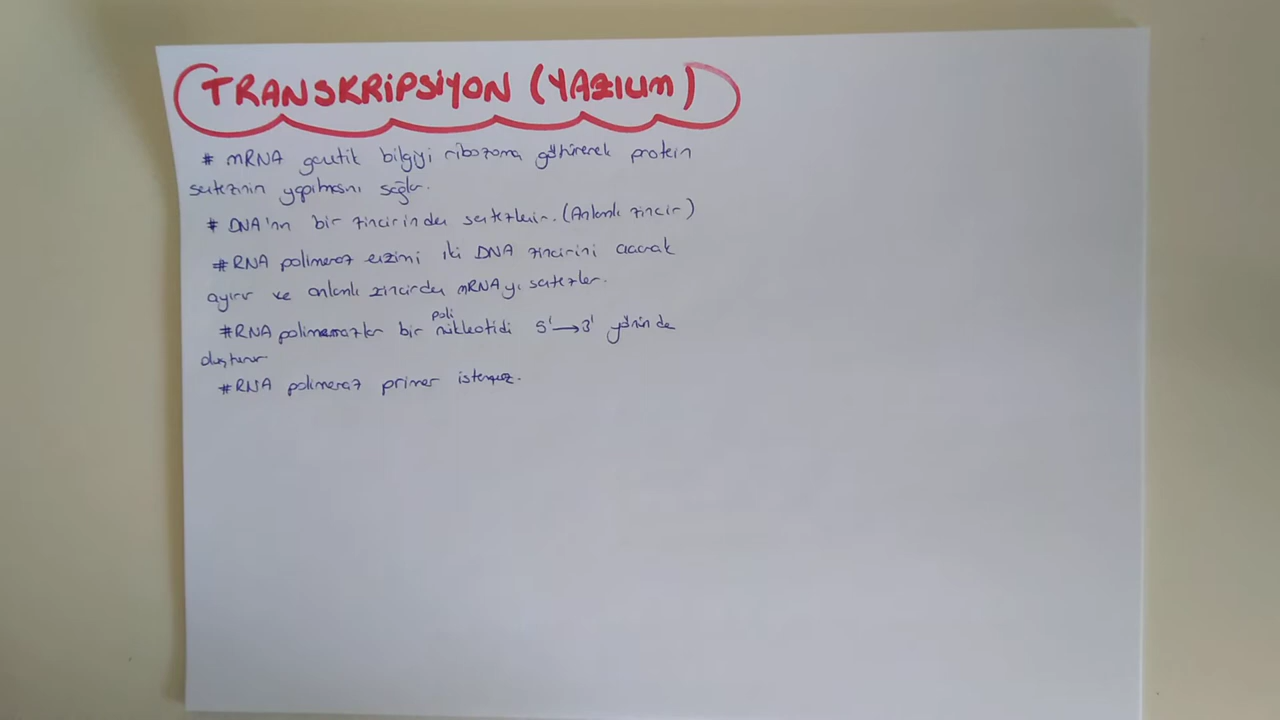 TRANSKRİPSİYON (YAZILIM)
# mRNA genetik bilgiyi ribozoma götürerek protein
sentezinin yapılmasını sağlar.
# DNA'nın bir zincirinden sentezlenir. (Anlamlı zincir)
#RNA polimeraz enzimi iki DNA zincirini açarak
ayırır ve anlamlı zincirden mRNA yı sentezler.
#RNA polimerazlar bir polinükleotidi 5'→3' yönünde
oluşturur
#RNA polimeraz primer istemez.